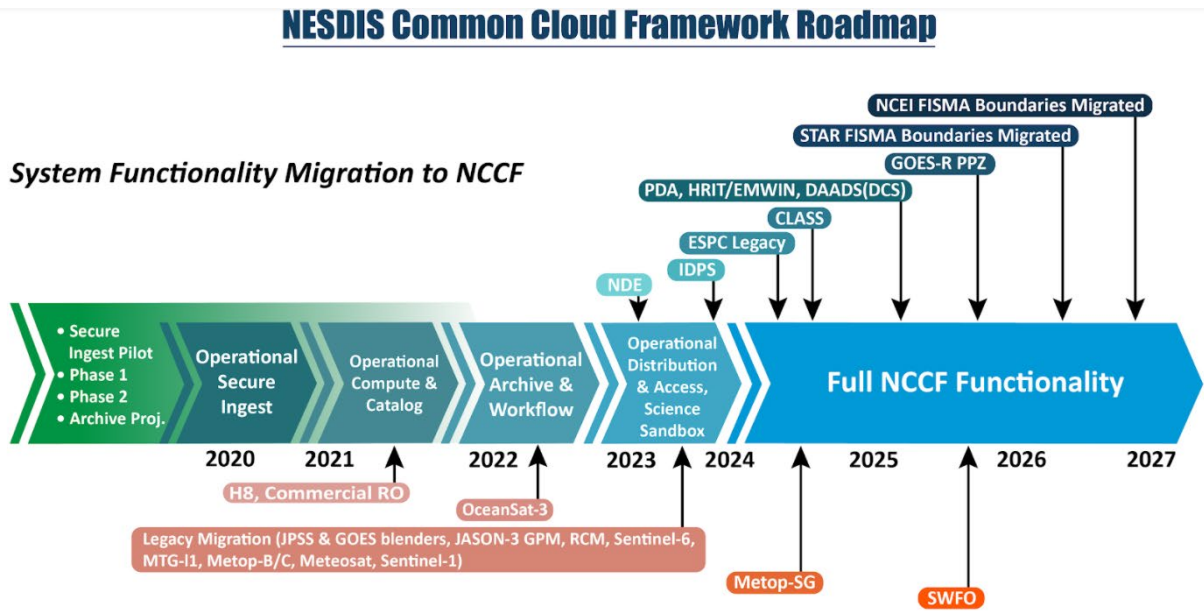 NESDIS Common Cloud Framework Roadmap
NCEI FISMA Boundaries Migrated
STAR FISMA Boundaries Migrated
System Functionality Migration to NCCF
GOES-R PPZ
PDA, HRIT/EMWIN, DAADS(DCS)
CLASS
ESPC Legacy
IDPS
NDE
• Secure
Ingest Pilot
• Phase 1
• Phase 2
• Archive Proj.
Operational
Secure
Ingest
Operational
Compute &
Catalog
Operational
Archive &
Workflow
Operational
Distribution
& Access,
Science
Sandbox
Full NCCF Functionality
2020
2021
2022
2023
2024
2025
2026
2027
H8, Commercial RO
OceanSat-3
Legacy Migration (JPSS & GOES blenders, JASON-3 GPM, RCM, Sentinel-6,
MTG-I1, Metop-B/C, Meteosat, Sentinel-1)
Metop-SG
SWFO